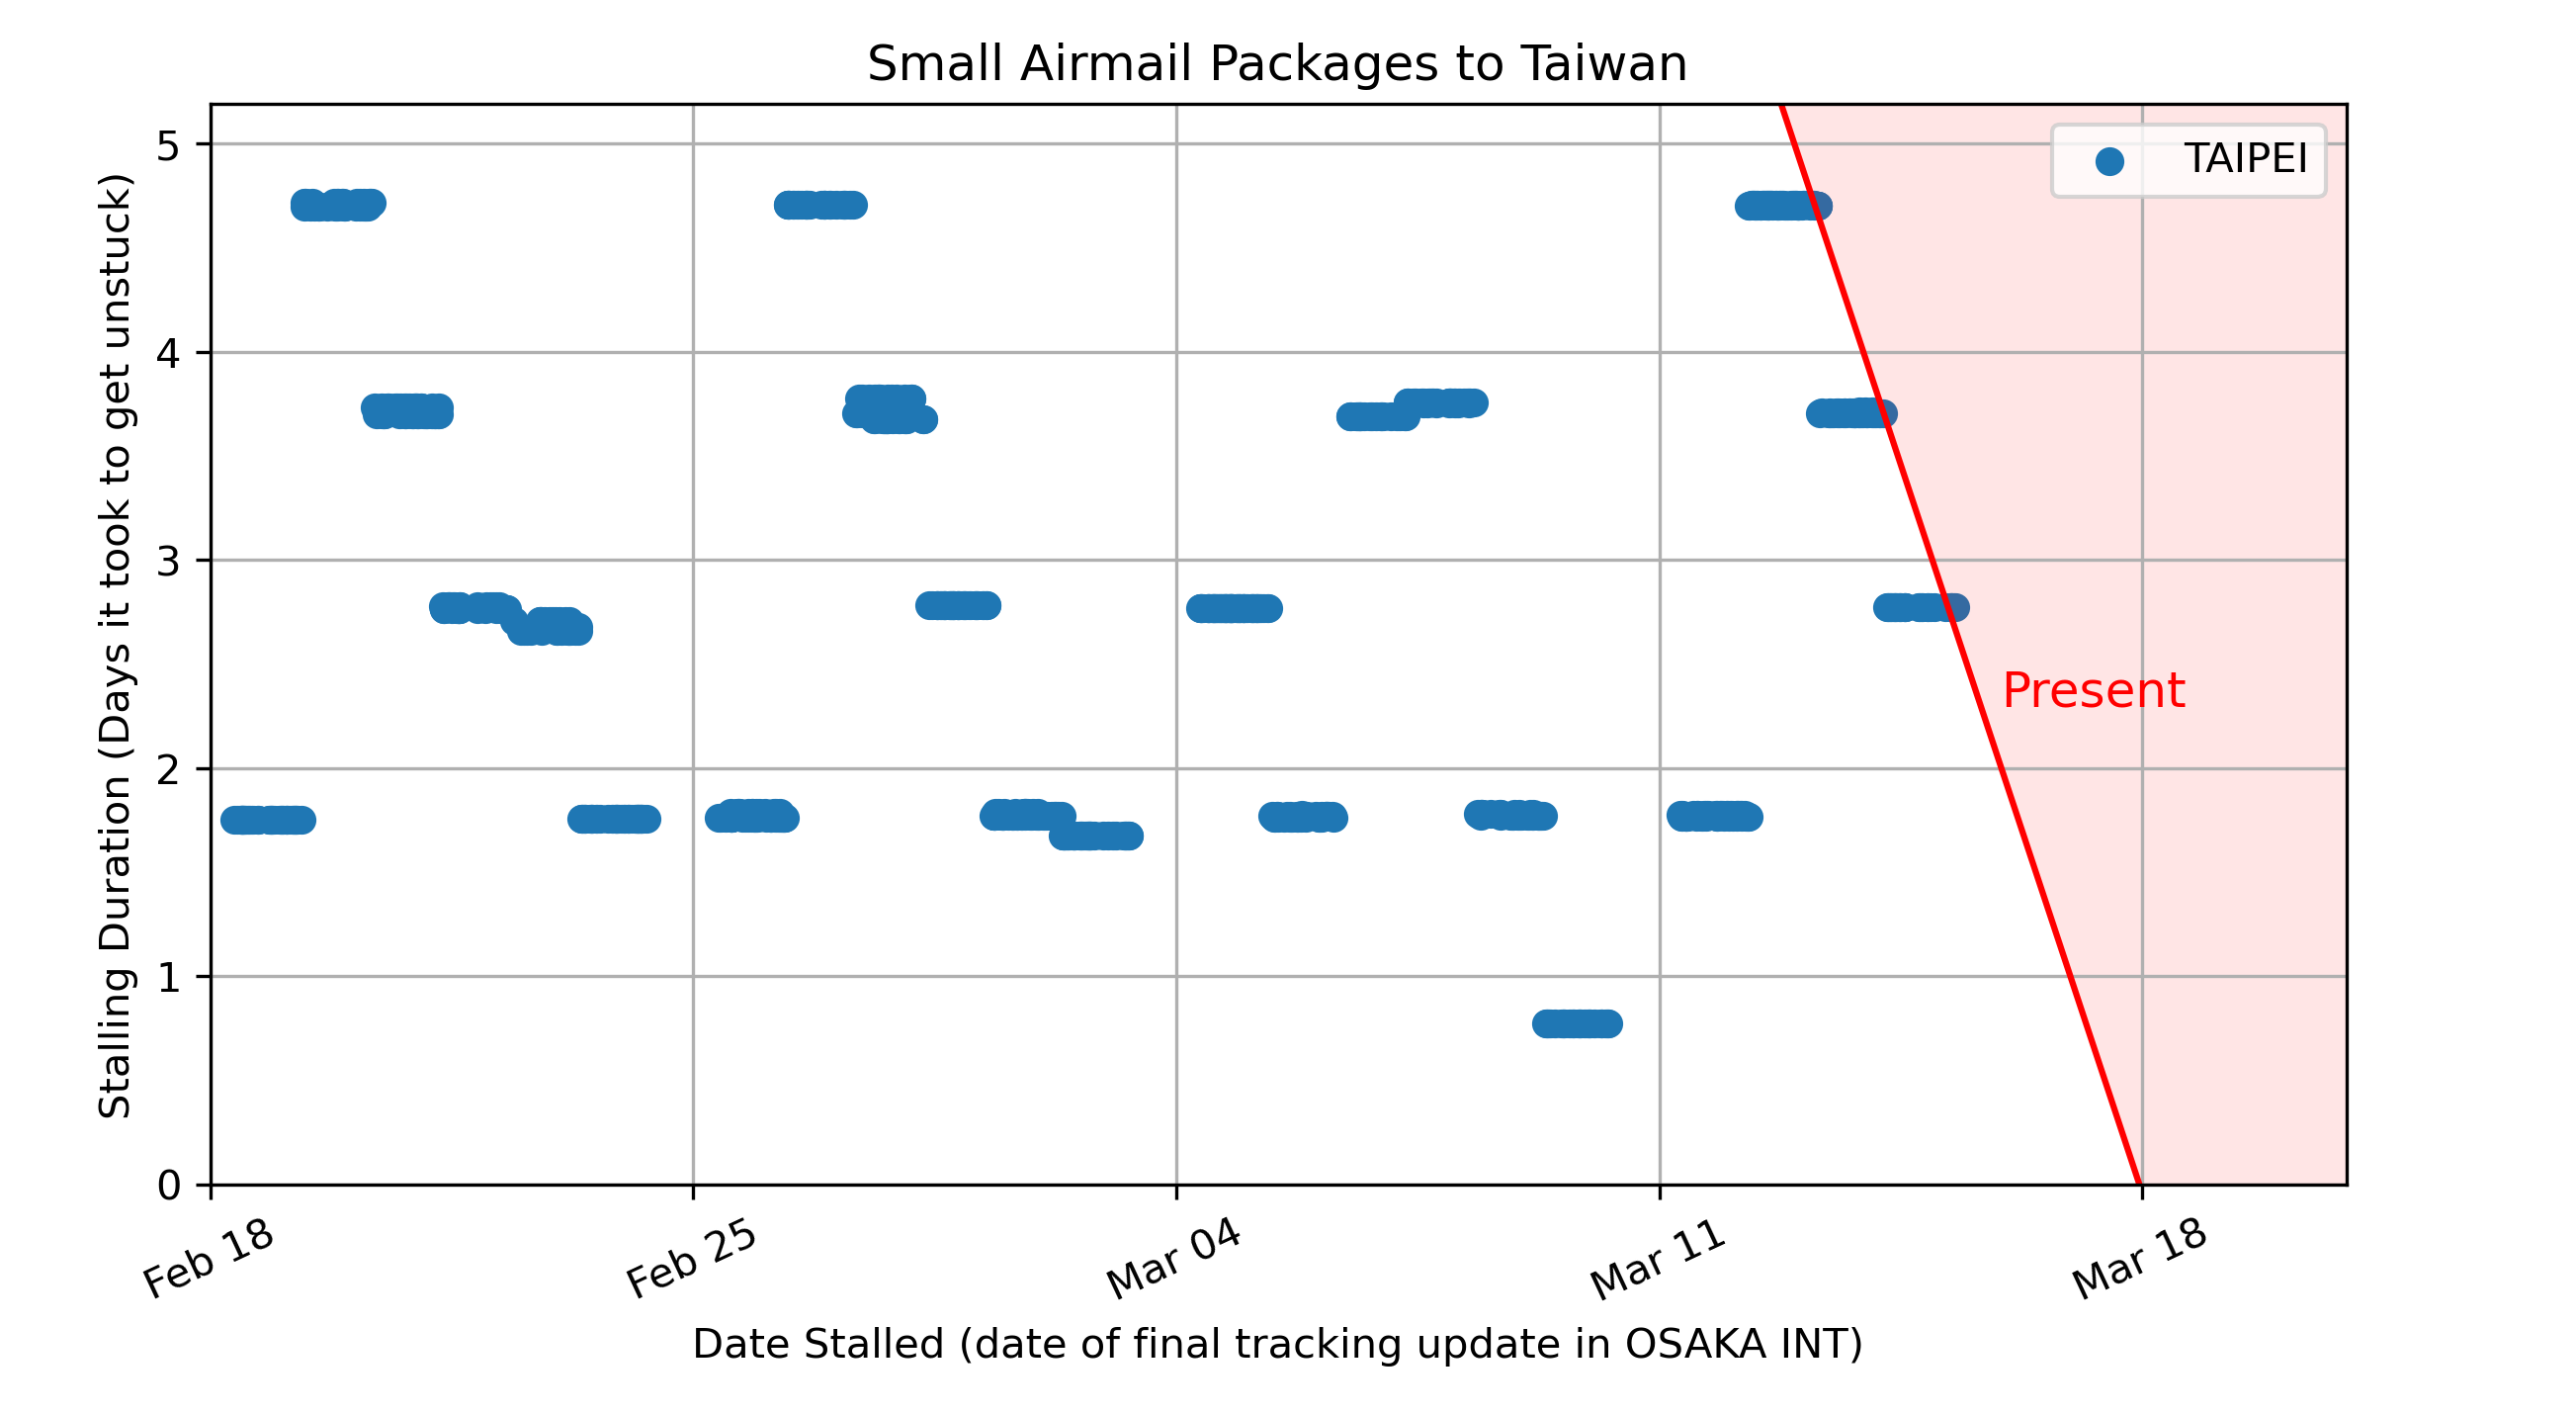 Small Airmail Packages to Taiwan
TAIPEI
Stalling Duration (Days it took to get unstuck)
5
4
3
2
1
0
Present
Feb 18
Feb 25
Mar 04
Mar 11
Mar 18
Date Stalled (date of final tracking update in OSAKA INT)